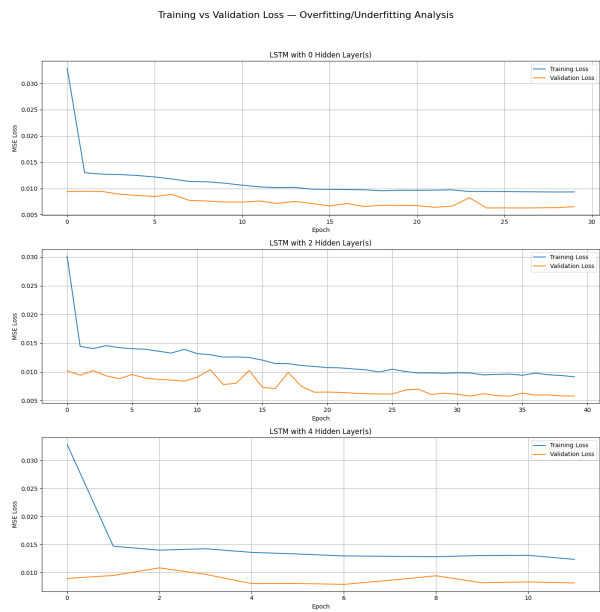 Training vs Validation Loss — Overfitting/Underfitting Analysis
LSTM with 0 Hidden Layer(s)
Training Loss
Validation Loss
MSE Loss
0.030
0.025
0.020
0.015
0.010
0.005
0 5 10 15 20 25 30
Epoch
LSTM with 2 Hidden Layer(s)
Training Loss
Validation Loss
MSE Loss
0.030
0.025
0.020
0.015
0.010
0.005
0 5 10 15 20 25 30 35 40
Epoch
LSTM with 4 Hidden Layer(s)
Training Loss
Validation Loss
MSE Loss
0.030
0.025
0.020
0.015
0.010
0 2 4 6 8 10
Epoch